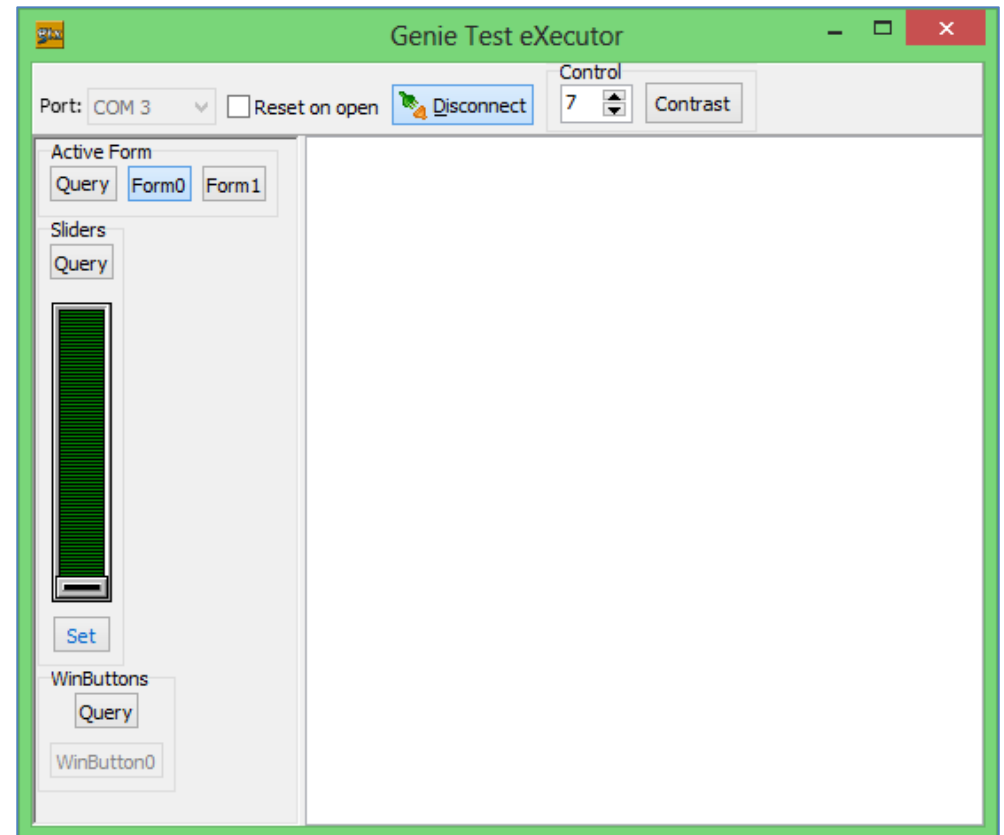 Genie Test eXecutor
Control
Port: COM 3 Reset on open Disconnect 7 Contrast
Active Form
Query Form0 Form1
Sliders
Query
Set
WinButtons
Query
WinButton0